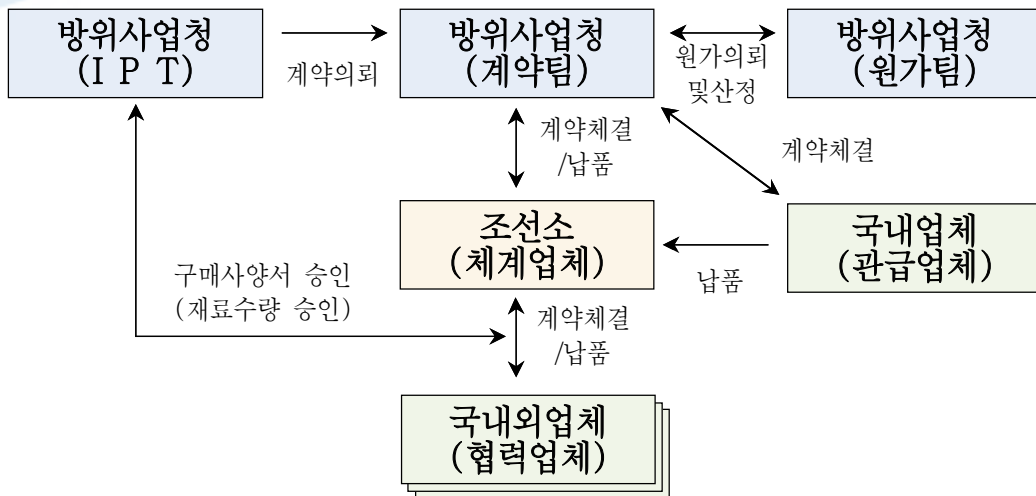 방위사업청
(I P T)
계약의뢰
방위사업청
(계약팀)
원가의뢰
및산정
방위사업청
(원가팀)
계약체결
/납품
계약체결
조선소
(체계업체)
납품
국내업체
(관급업체)
구매사양서 승인
(재료수량 승인)
계약체결
/납품
국내외업체
(협력업체)